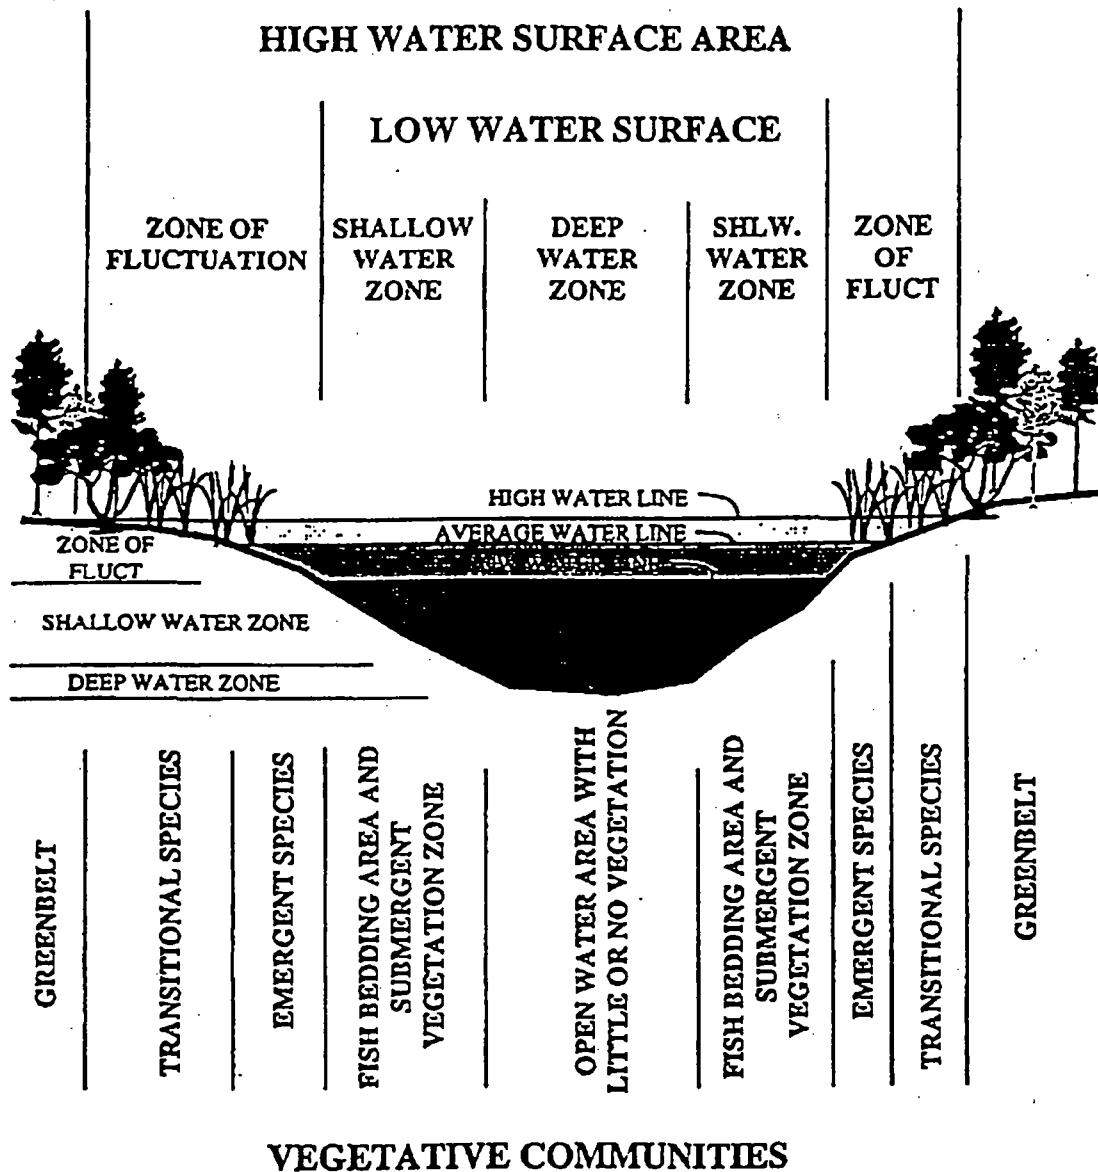 HIGH WATER SURFACE AREA
LOW WATER SURFACE
ZONE OF
FLUCTUATION
SHALLOW
WATER
ZONE
DEEP
WATER
ZONE
SHLW.
WATER
ZONE
ZONE
OF
FLUCT
HIGH WATER LINE
AVERAGE WATER LINE
LOW WATER LINE
ZONE OF
FLUCT
SHALLOW WATER ZONE
DEEP WATER ZONE
GREENBELT
TRANSITIONAL SPECIES
EMERGENT SPECIES
FISH BEDDING AREA AND
SUBMERGENT
VEGETATION ZONE
OPEN WATER AREA WITH
LITTLE OR NO VEGETATION
FISH BEDDING AREA AND
SUBMERGENT
VEGETATION ZONE
EMERGENT SPECIES
TRANSITIONAL SPECIES
GREENBELT
VEGETATIVE COMMUNITIES